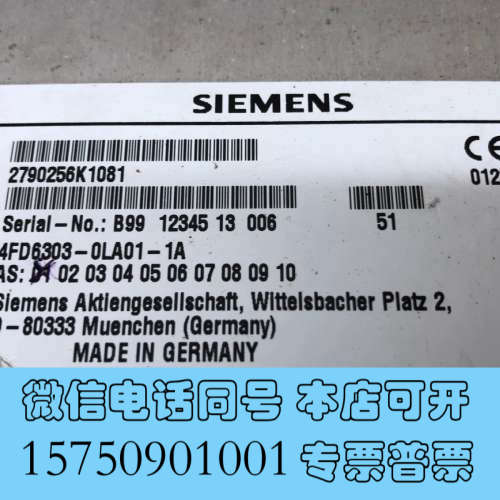 SIEMENS
2790256K1081
012
Serial-No.: B99 12345 13 006
51
4FD6303-0LA01-1A
AS: 01 02 03 04 05 06 07 08 09 10
Siemens Aktiengesellschaft, Wittelsbacher Platz 2,
-80333 Muenchen (Germany)
MADE IN GERMANY
微信电话同号 本店可开
15750901001 专票普票